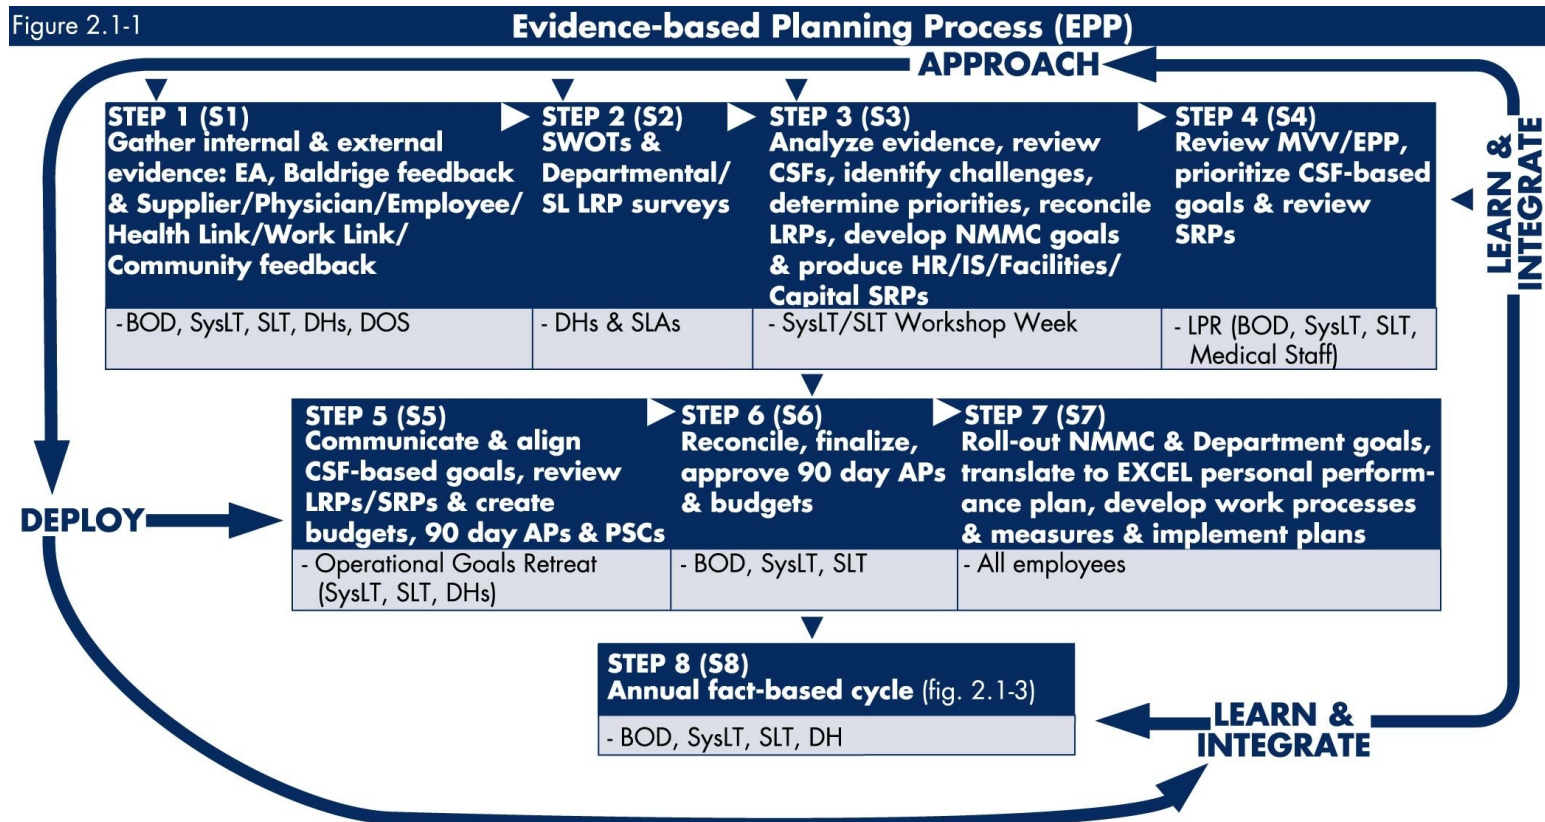 Figure 2.1-1
Evidence-based Planning Process (EPP)
APPROACH
STEP 1 (S1)
Gather internal & external
evidence: EA, Baldrige feedback
& Supplier/Physician/Employee/
Health Link/Work Link/
Community feedback
- BOD, SysLT, SLT, DHs, DOS
STEP 2 (S2)
SWOTs &
Departmental/
SL LRP surveys
- DHs & SLAs
STEP 3 (S3)
Analyze evidence, review
CSFs, identify challenges,
determine priorities, reconcile
LRPs, develop NMMC goals
& produce HR/IS/Facilities/
Capital SRPs
- SysLT/SLT Workshop Week
STEP 4 (S4)
Review MVV/EPP,
prioritize CSF-based
goals & review
SRPs
- LPR (BOD, SysLT, SLT,
Medical Staff)
LEARN &
INTEGRATE
DEPLOY
STEP 5 (S5)
Communicate & align
CSF-based goals, review
LRPs/SRPs & create
budgets, 90 day APs & PSCs
- Operational Goals Retreat
(SysLT, SLT, DHs)
STEP 6 (S6)
Reconcile, finalize,
approve 90 day APs
& budgets
- BOD, SysLT, SLT
STEP 7 (S7)
Roll-out NMMC & Department goals,
translate to EXCEL personal perform-
ance plan, develop work processes
& measures & implement plans
- All employees
STEP 8 (S8)
Annual fact-based cycle (fig. 2.1-3)
- BOD, SysLT, SLT, DH
LEARN &
INTEGRATE